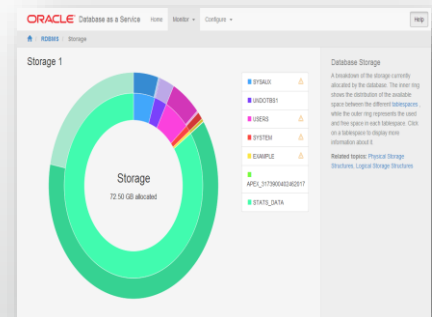 ORACLE Database as a Service Home Monitor Configure Help
RDBMS / Storage
Storage 1
Storage
72.50 GB allocated
SYSAUX
UNDOTBS1
USERS
SYSTEM
EXAMPLE
APEX_5173900402462017
STATS_DATA
Database Storage
A breakdown of the storage currently
allocated by the database. The inner ring
shows the distribution of the available
space between the different tablespaces,
while the outer ring represents the used
and free space in each tablespace. Click
on a tablespace to display more
information about it.
Related topics: Physical Storage
Structures, Logical Storage Structures